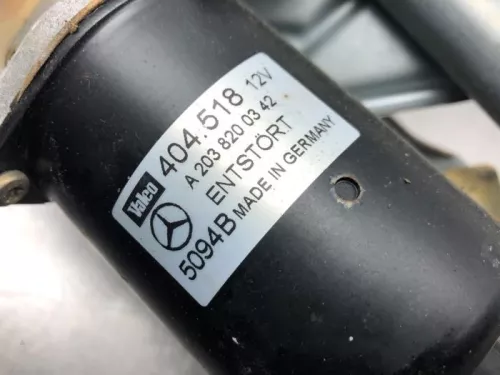 Valeo 404.518 12V
A 203 820 03 42
ENTSTÖRT
5094B MADE IN GERMANY